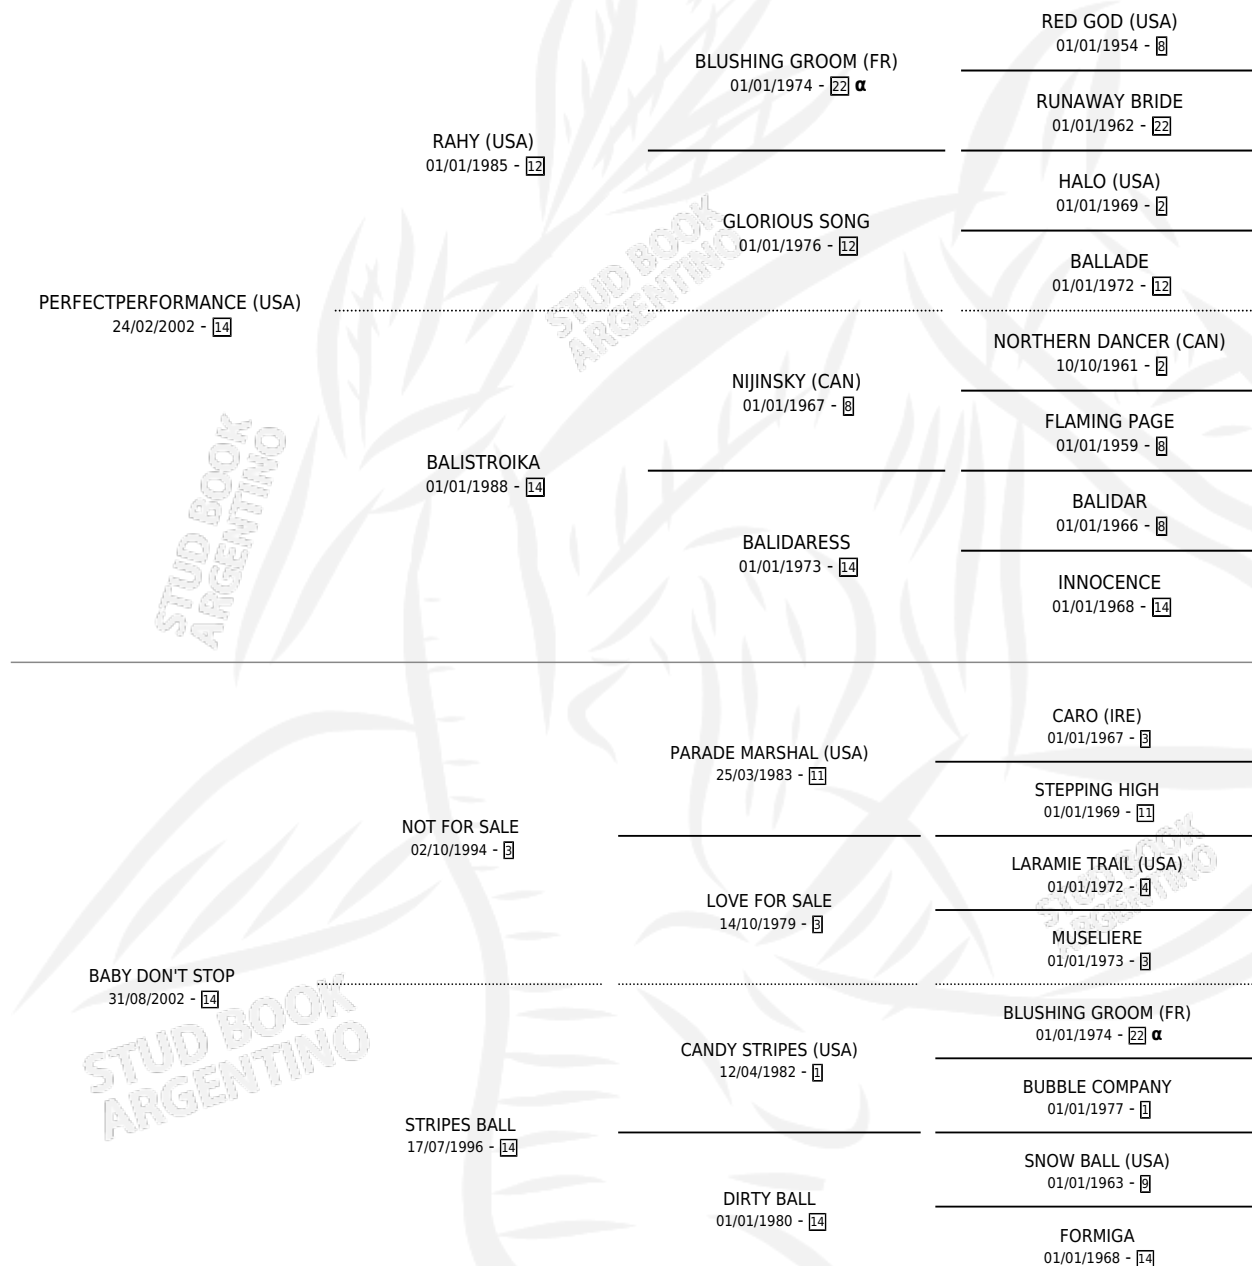 RED GOD (USA)
01/01/1954 - 8
BLUSHING GROOM (FR)
01/01/1974 - 22 α
RUNAWAY BRIDE
01/01/1962 - 22
RAHY (USA)
01/01/1985 - 12
HALO (USA)
01/01/1969 - 2
GLORIOUS SONG
01/01/1976 - 12
BALLADE
01/01/1972 - 12
PERFECTPERFORMANCE (USA)
24/02/2002 - 14
NORTHERN DANCER (CAN)
10/10/1961 - 2
NIJINSKY (CAN)
01/01/1967 - 8
FLAMING PAGE
01/01/1959 - 8
BALISTROIKA
01/01/1988 - 14
BALIDAR
01/01/1966 - 8
BALIDARESS
01/01/1973 - 14
INNOCENCE
01/01/1968 - 14
CARO (IRE)
01/01/1967 - 3
PARADE MARSHAL (USA)
25/03/1983 - 11
STEPPING HIGH
01/01/1969 - 11
NOT FOR SALE
02/10/1994 - 3
LARAMIE TRAIL (USA)
01/01/1972 - 4
LOVE FOR SALE
14/10/1979 - 3
MUSELIERE
01/01/1973 - 3
BABY DON'T STOP
31/08/2002 - 14
BLUSHING GROOM (FR)
01/01/1974 - 22 α
CANDY STRIPES (USA)
12/04/1982 - 1
BUBBLE COMPANY
01/01/1977 - 1
STRIPES BALL
17/07/1996 - 14
SNOW BALL (USA)
01/01/1963 - 9
DIRTY BALL
01/01/1980 - 14
FORMIGA
01/01/1968 - 14
STUD BOOK
ARGENTINO
STUD BOOK
ARGENTINO
STUD BOOK
ARGENTINO
STUD BOOK
ARGENTINO